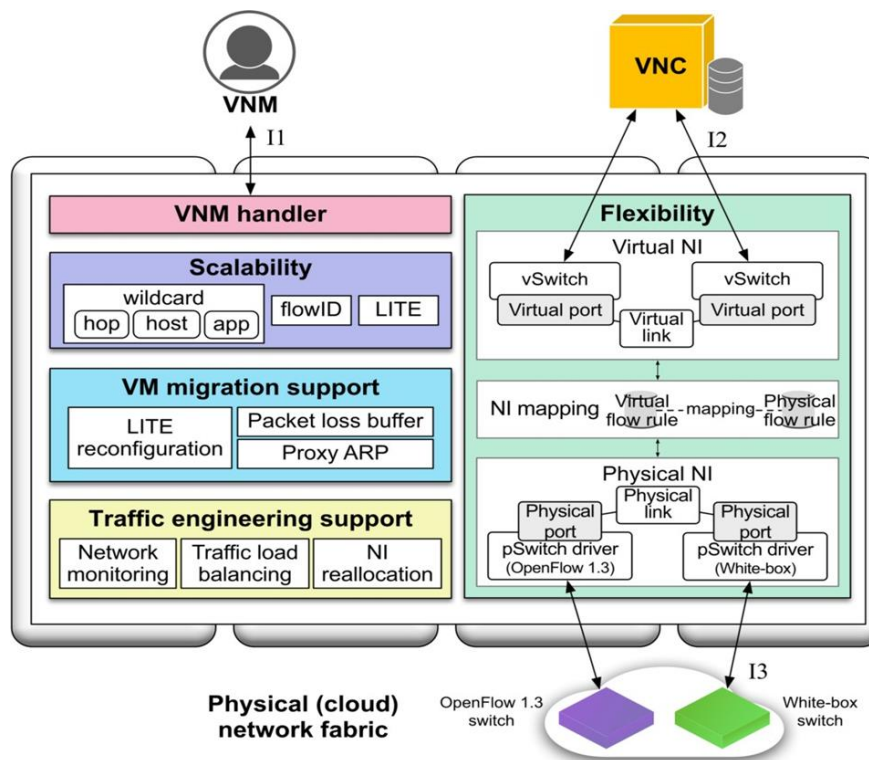 VNM
VNC
I1
I2
VNM handler
Scalability
wildcard
hop
host
app
flowID
LITE
VM migration support
LITE
reconfiguration
Packet loss buffer
Proxy ARP
Traffic engineering support
Network
monitoring
Traffic load
balancing
NI
reallocation
Flexibility
Virtual NI
vSwitch
vSwitch
Virtual port
Virtual port
Virtual
link
NI mapping
Virtual
flow rule
mapping
Physical
flow rule
Physical NI
Physical
port
Physical
link
Physical
port
pSwitch driver
(OpenFlow 1.3)
pSwitch driver
(White-box)
I3
Physical (cloud)
network fabric
OpenFlow 1.3
switch
White-box
switch